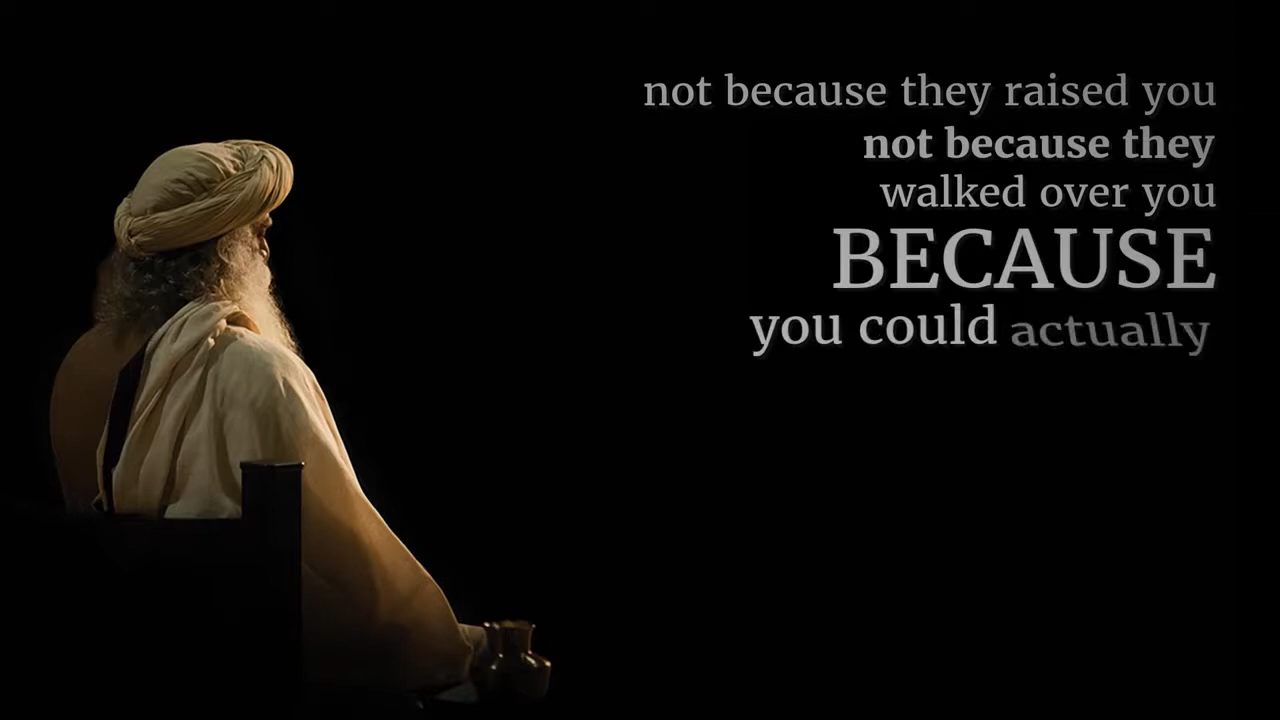 not because they raised you
not because they
walked over you
BECAUSE
you could actually